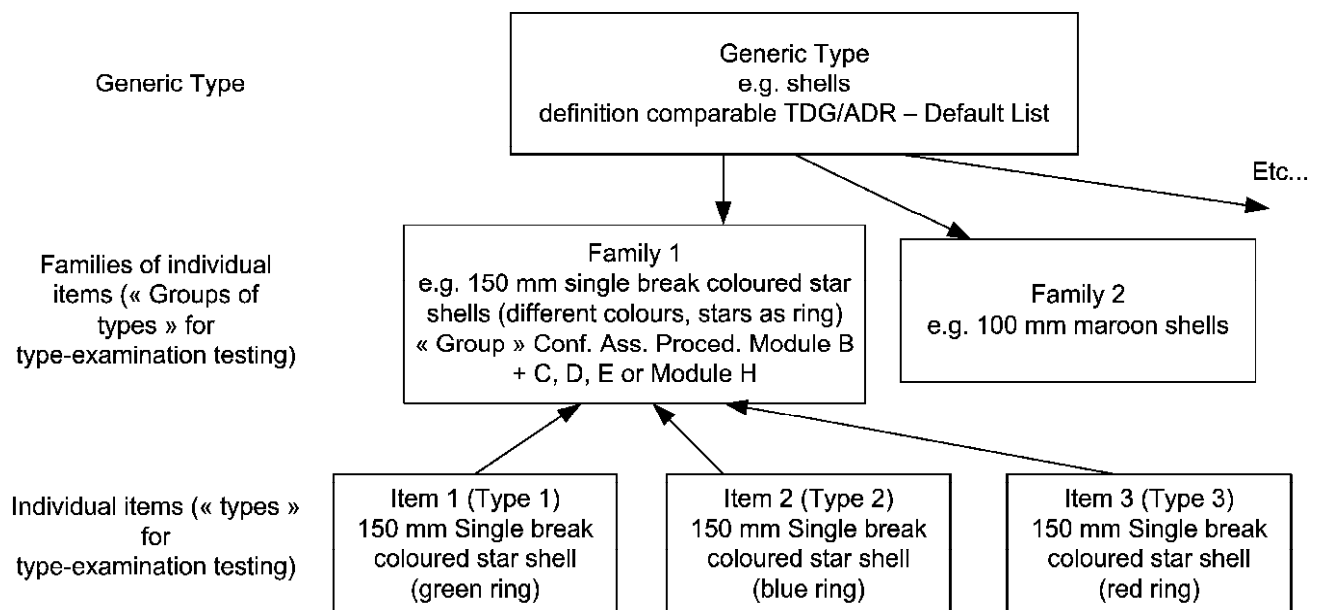 Generic Type
Generic Type
e.g. shells
definition comparable TDG/ADR – Default List
Etc...
Families of individual
items (« Groups of
types » for
type-examination testing)
Family 1
e.g. 150 mm single break coloured star
shells (different colours, stars as ring)
« Group » Conf. Ass. Proced. Module B
+ C, D, E or Module H
Family 2
e.g. 100 mm maroon shells
Individual items (« types »
for
type-examination testing)
Item 1 (Type 1)
150 mm Single break
coloured star shell
(green ring)
Item 2 (Type 2)
150 mm Single break
coloured star shell
(blue ring)
Item 3 (Type 3)
150 mm Single break
coloured star shell
(red ring)